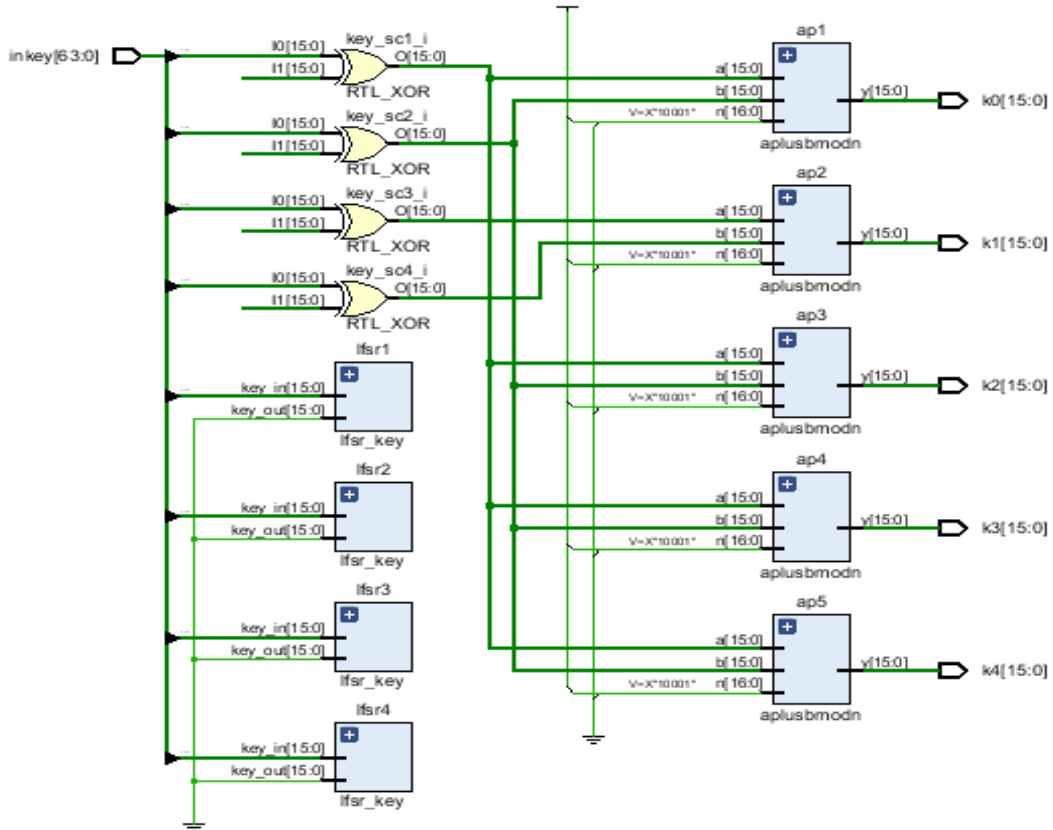 inkey[63:0]
key_sc1_i
I0[15:0]
I1[15:0]
O[15:0]
RTL_XOR
key_sc2_i
I0[15:0]
I1[15:0]
O[15:0]
RTL_XOR
key_sc3_i
I0[15:0]
I1[15:0]
O[15:0]
RTL_XOR
key_sc4_i
I0[15:0]
I1[15:0]
O[15:0]
RTL_XOR
lfsr1
key_in[15:0]
key_out[15:0]
lfsr_key
lfsr2
key_in[15:0]
key_out[15:0]
lfsr_key
lfsr3
key_in[15:0]
key_out[15:0]
lfsr_key
lfsr4
key_in[15:0]
key_out[15:0]
lfsr_key
ap1
a[15:0]
b[15:0]
V=X"10001" n[16:0]
y[15:0]
k0[15:0]
aplusbmodn
ap2
a[15:0]
b[15:0]
V=X"10001" n[16:0]
y[15:0]
k1[15:0]
aplusbmodn
ap3
a[15:0]
b[15:0]
V=X"10001" n[16:0]
y[15:0]
k2[15:0]
aplusbmodn
ap4
a[15:0]
b[15:0]
V=X"10001" n[16:0]
y[15:0]
k3[15:0]
aplusbmodn
ap5
a[15:0]
b[15:0]
V=X"10001" n[16:0]
y[15:0]
k4[15:0]
aplusbmodn